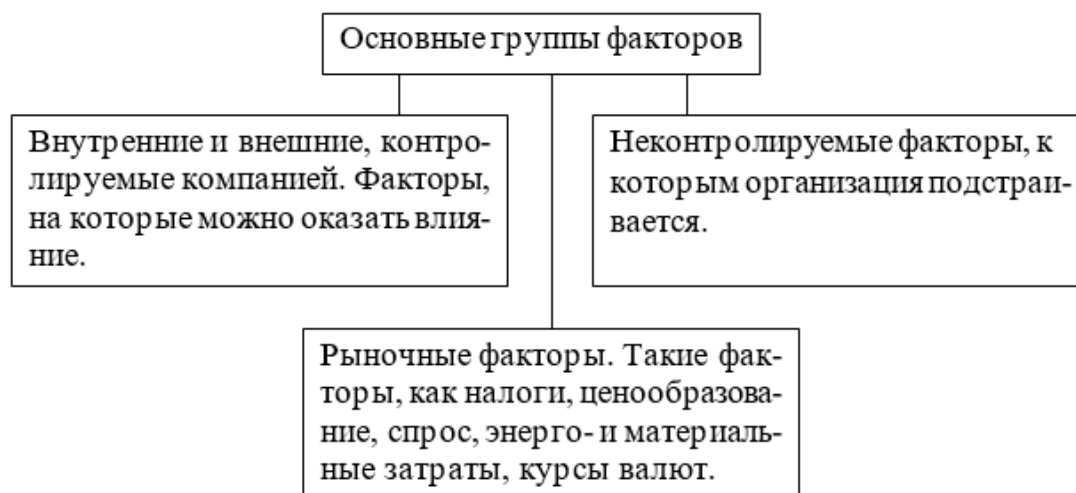 Основные группы факторов
Внутренние и внешние, контро-
лируемые компанией. Факторы,
на которые можно оказать влия-
ние.
Неконтролируемые факторы, к
которым организация подстраи-
вается.
Рыночные факторы. Такие фак-
торы, как налоги, ценообразова-
ние, спрос, энерго- и материаль-
ные затраты, курсы валют.